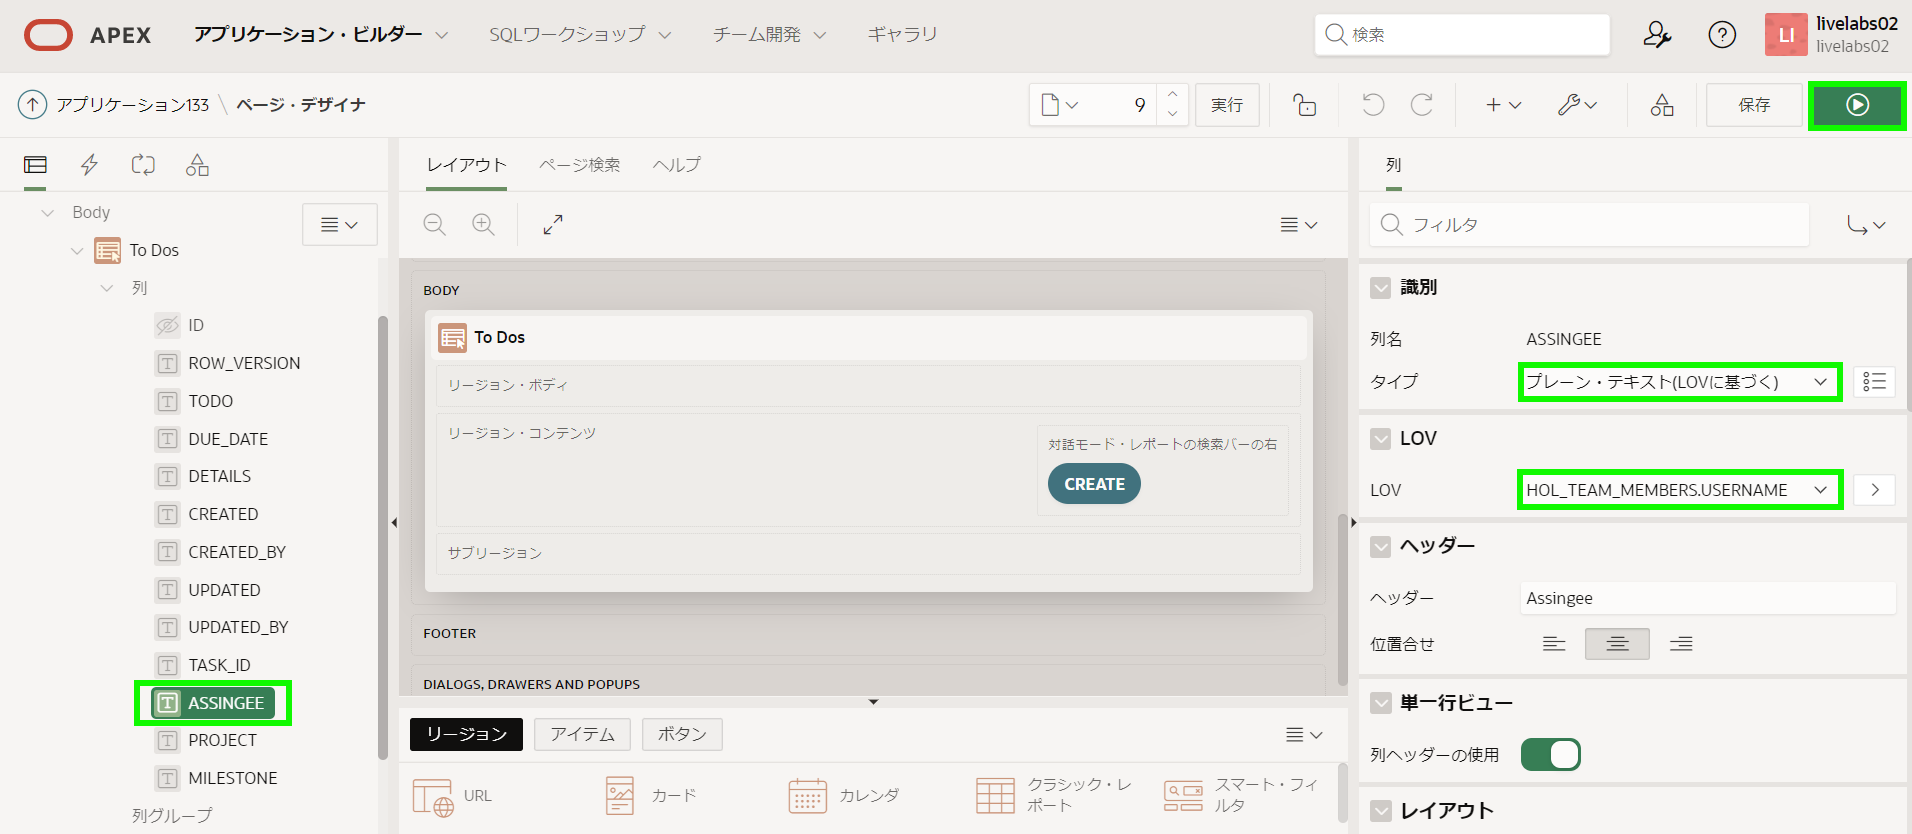 APEX
アプリケーション・ビルダー
SQLワークショップ
チーム開発
ギャラリ
検索
LI
livelabs02
livelabs02
アプリケーション133 \ ページ・デザイナ
9
実行
保存
Body
To Dos
列
ID
ROW_VERSION
TODO
DUE_DATE
DETAILS
CREATED
CREATED_BY
UPDATED
UPDATED_BY
TASK_ID
ASSINGEE
PROJECT
MILESTONE
列グループ
レイアウト
ページ検索
ヘルプ
BODY
To Dos
リージョン・ボディ
リージョン・コンテンツ
対話モード・レポートの検索バーの右
CREATE
サブリージョン
FOOTER
DIALOGS, DRAWERS AND POPUPS
リージョン
アイテム
ボタン
URL
カード
カレンダ
クラシック・レ
ポート
スマート・フィ
ルタ
列
フィルタ
識別
列名 ASSINGEE
タイプ プレーン・テキスト(LOVに基づく)
LOV
LOV HOL_TEAM_MEMBERS.USERNAME
ヘッダー
ヘッダー Assingee
位置合せ
単一行ビュー
列ヘッダーの使用
レイアウト